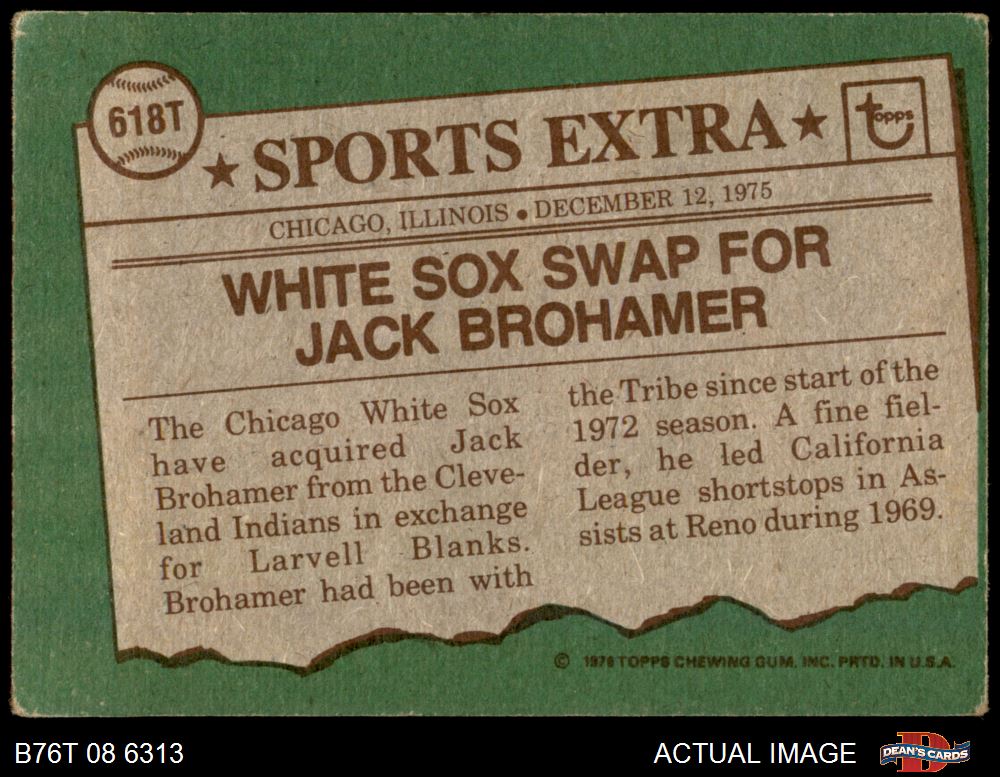 618T
★ SPORTS EXTRA ★
topps
CHICAGO, ILLINOIS • DECEMBER 12, 1975
WHITE SOX SWAP FOR
JACK BROHAMER
The Chicago White Sox
have acquired Jack
Brohamer from the Cleve-
land Indians in exchange
for Larvell Blanks.
Brohamer had been with
the Tribe since start of the
1972 season. A fine fiel-
der, he led California
League shortstops in As-
sists at Reno during 1969.
© 1976 TOPPS CHEWING GUM, INC. PRTD. IN U.S.A.
B76T 08 6313
ACTUAL IMAGE
DEAN'S CARDS